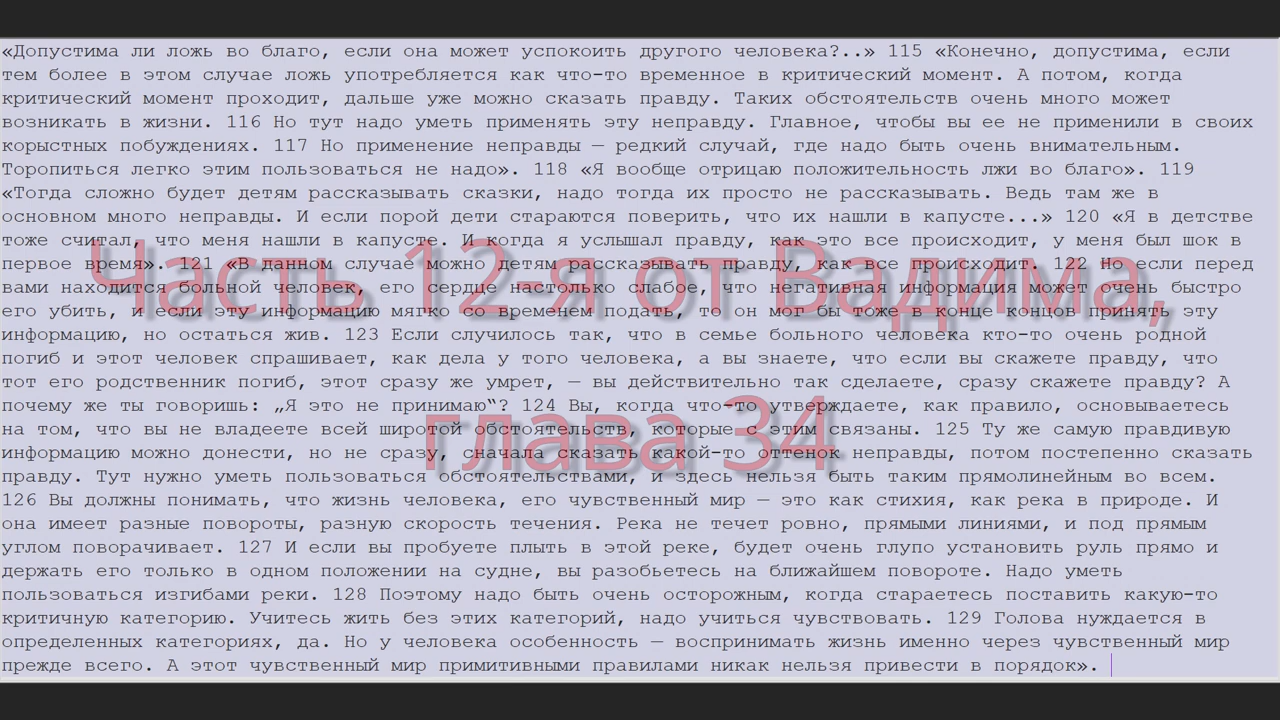 «Допустима ли ложь во благо, если она может успокоить другого человека?..» 115 «Конечно, допустима, если
тем более в этом случае ложь употребляется как что-то временное в критический момент. А потом, когда
критический момент проходит, дальше уже можно сказать правду. Таких обстоятельств очень много может
возникать в жизни. 116 Но тут надо уметь применять эту неправду. Главное, чтобы вы ее не применили в своих
корыстных побуждениях. 117 Но применение неправды — редкий случай, где надо быть очень внимательным.
Торопиться легко этим пользоваться не надо». 118 «Я вообще отрицаю положительность лжи во благо». 119
«Тогда сложно будет детям рассказывать сказки, надо тогда их просто не рассказывать. Ведь там же в
основном много неправды. И если порой дети стараются поверить, что их нашли в капусте...» 120 «Я в детстве
тоже считал, что меня нашли в капусте. И когда я услышал правду, как это все происходит, у меня был шок в
первое время». 121 «В данном случае можно детям рассказывать правду, как все происходит. 122 Но если перед
вами находится больной человек, его сердце настолько слабое, что негативная информация может очень быстро
его убить, и если эту информацию мягко со временем подать, то он мог бы тоже в конце концов принять эту
информацию, но остаться жив. 123 Если случилось так, что в семье больного человека кто-то очень родной
погиб и этот человек спрашивает, как дела у того человека, а вы знаете, что если вы скажете правду, что
тот его родственник погиб, этот сразу же умрет, — вы действительно так сделаете, сразу скажете правду? А
почему же ты говоришь: „Я это не принимаю‟? 124 Вы, когда что-то утверждаете, как правило, основываетесь
на том, что вы не владеете всей широтой обстоятельств, которые с этим связаны. 125 Ту же самую правдивую
информацию можно донести, но не сразу, сначала сказать какой-то оттенок неправды, потом постепенно сказать
правду. Тут нужно уметь пользоваться обстоятельствами, и здесь нельзя быть таким прямолинейным во всем.
126 Вы должны понимать, что жизнь человека, его чувственный мир — это как стихия, как река в природе. И
она имеет разные повороты, разную скорость течения. Река не течет ровно, прямыми линиями, и под прямым
углом поворачивает. 127 И если вы пробуете плыть в этой реке, будет очень глупо установить руль прямо и
держать его только в одном положении на судне, вы разобьетесь на ближайшем повороте. Надо уметь
пользоваться изгибами реки. 128 Поэтому надо быть очень осторожным, когда стараетесь поставить какую-то
критичную категорию. Учитесь жить без этих категорий, надо учиться чувствовать. 129 Голова нуждается в
определенных категориях, да. Но у человека особенность — воспринимать жизнь именно через чувственный мир
прежде всего. А этот чувственный мир примитивными правилами никак нельзя привести в порядок».
Часть 12-я от Вадима,
глава 34